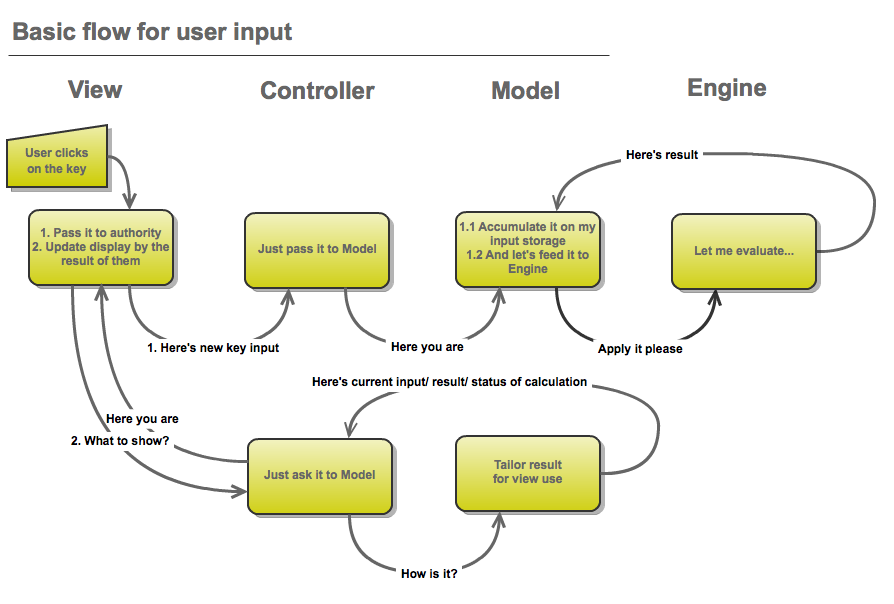 Basic flow for user input
View
Controller
Model
Engine
User clicks
on the key
Here's result
1. Pass it to authority
2. Update display by the
result of them
Just pass it to Model
1.1 Accumulate it on my
input storage
1.2 And let's feed it to
Engine
Let me evaluate...
1. Here's new key input
Here you are
Apply it please
Here's current input/ result/ status of calculation
Here you are
2. What to show?
Just ask it to Model
Tailor result
for view use
How is it?